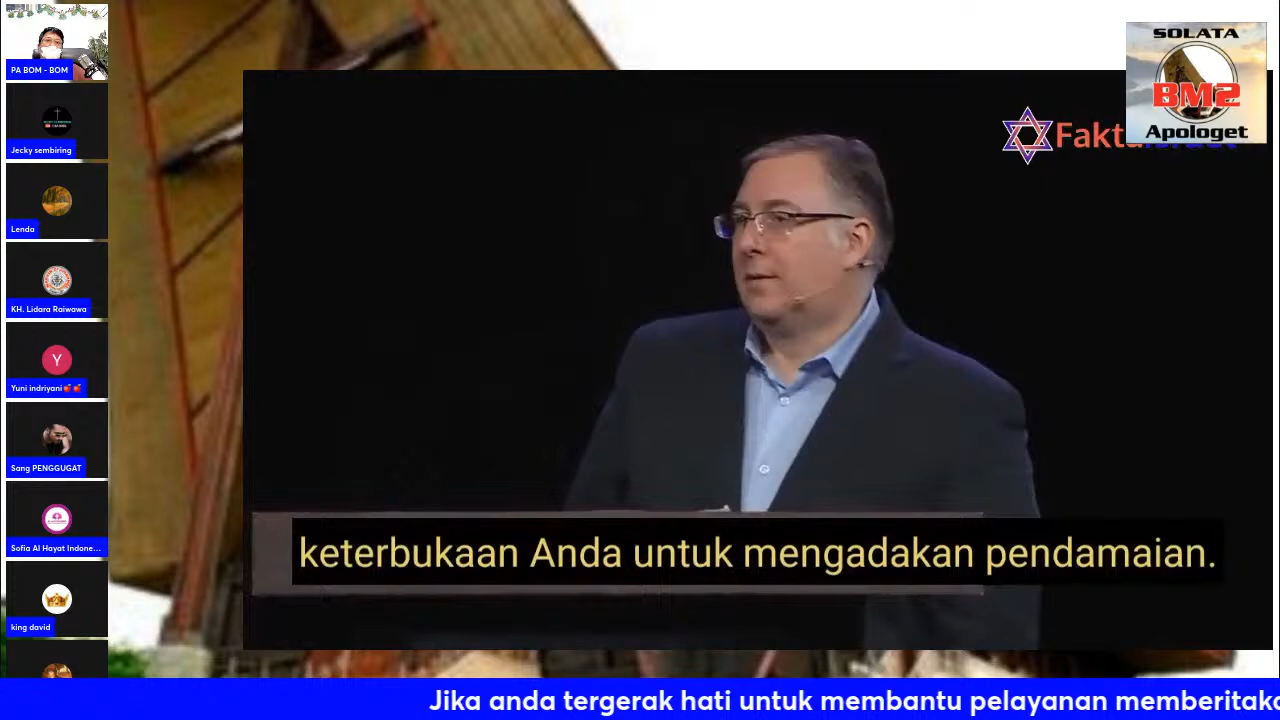 PA BOM - BOM
Jecky sembiring
Lenda
KH. Lidara Raiwawa
Y
Yuni indriyani🍎🍎
Sang PENGGUGAT
Sofia Al Hayat Indone...
king david
SOLATA
BM2
Apologet
Fakta
keterbukaan Anda untuk mengadakan pendamaian.
Jika anda tergerak hati untuk membantu pelayanan